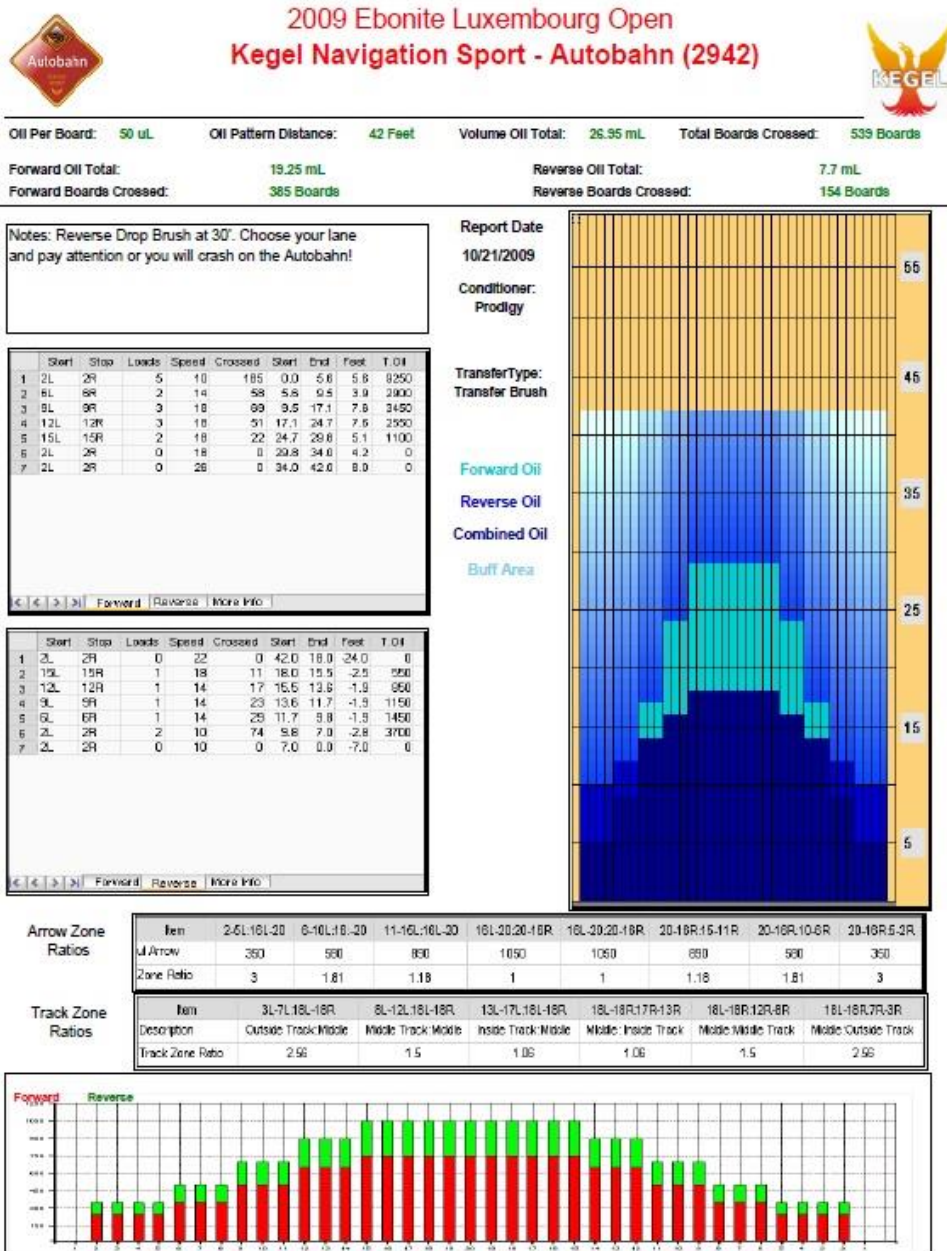 2009 Ebonite Luxembourg Open
Kegel Navigation Sport - Autobahn (2942)
Autobahn
KEGEL
Oil Per Board: 50 uL Oil Pattern Distance: 42 Feet Volume Oil Total: 26.95 mL Total Boards Crossed: 539 Boards
Forward Oil Total: 19.25 mL Reverse Oil Total: 7.7 mL
Forward Boards Crossed: 385 Boards Reverse Boards Crossed: 154 Boards
Notes: Reverse Drop Brush at 30'. Choose your lane
and pay attention or you will crash on the Autobahn!
Report Date
10/21/2009
Conditioner:
Prodigy
TransferType:
Transfer Brush
Forward Oil
Reverse Oil
Combined Oil
Buff Area
55
45
35
25
15
5
Start Stop Loads Speed Crossed Start End Feet T.Oil
1 2L 2R 5 10 185 0.0 5.6 5.6 9250
2 6L 6R 2 14 58 5.6 9.5 3.9 2900
3 9L 9R 3 18 69 9.5 17.1 7.6 3450
4 12L 12R 3 18 51 17.1 24.7 7.6 2550
5 15L 15R 2 18 22 24.7 29.8 5.1 1100
6 2L 2R 0 18 0 29.8 34.0 4.2 0
7 2L 2R 0 26 0 34.0 42.0 8.0 0
Forward Reverse More Info
Start Stop Loads Speed Crossed Start End Feet T.Oil
1 2L 2R 0 22 0 42.0 18.0 -24.0 0
2 15L 15R 1 18 11 18.0 15.5 -2.5 550
3 12L 12R 1 14 17 15.5 13.6 -1.9 850
4 9L 9R 1 14 23 13.6 11.7 -1.9 1150
5 6L 6R 1 14 29 11.7 9.8 -1.9 1450
6 2L 2R 2 10 74 9.8 7.0 -2.8 3700
7 2L 2R 0 10 0 7.0 0.0 -7.0 0
Forward Reverse More Info
Arrow Zone
Ratios
Item 2-5L:16L-20 6-10L:16-20 11-15L:16L-20 16L-20:20-16R 16L-20:20-16R 20-16R:15-11R 20-16R:10-6R 20-16R:5-2R
ul Arrow 350 580 890 1050 1050 890 580 350
Zone Ratio 3 1.81 1.18 1 1 1.18 1.81 3
Track Zone
Ratios
Item 3L-7L:18L-18R 8L-12L:18L-18R 13L-17L:18L-18R 18L-18R:17R-13R 18L-18R:12R-8R 18L-18R:7R-3R
Description Outside Track:Middle Middle Track:Middle Inside Track:Middle Middle: Inside Track Middle:Middle Track Middle:Outside Track
Track Zone Ratio 2.56 1.5 1.06 1.06 1.5 2.56
Forward Reverse